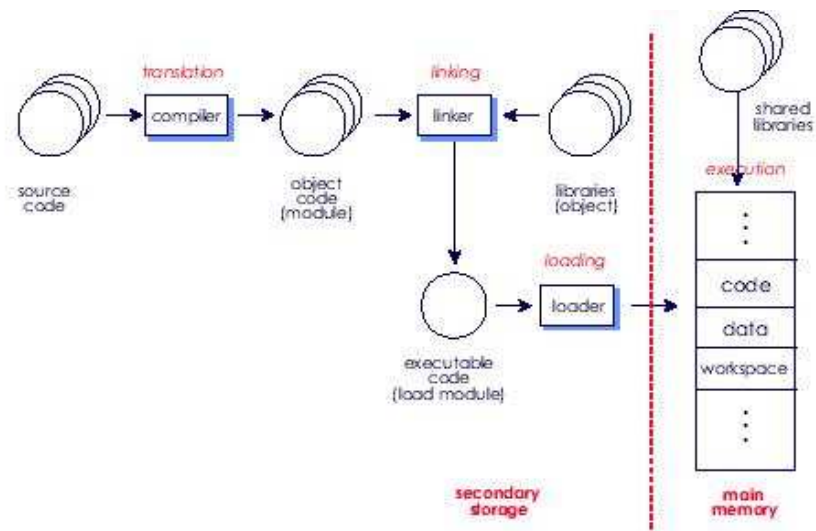 translation
linking
compiler
linker
shared
libraries
source
code
object
code
(module)
libraries
(object)
execution
loading
loader
executable
code
(load module)
code
data
workspace
secondary
storage
main
memory